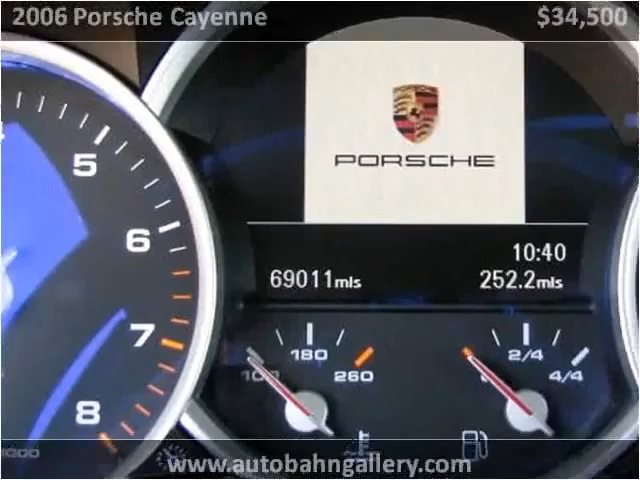 2006 Porsche Cayenne $34,500
PORSCHE
5
6
7
8
10:40
69011mls 252.2mls
180 2/4
260 4/4
www.autobahngallery.com